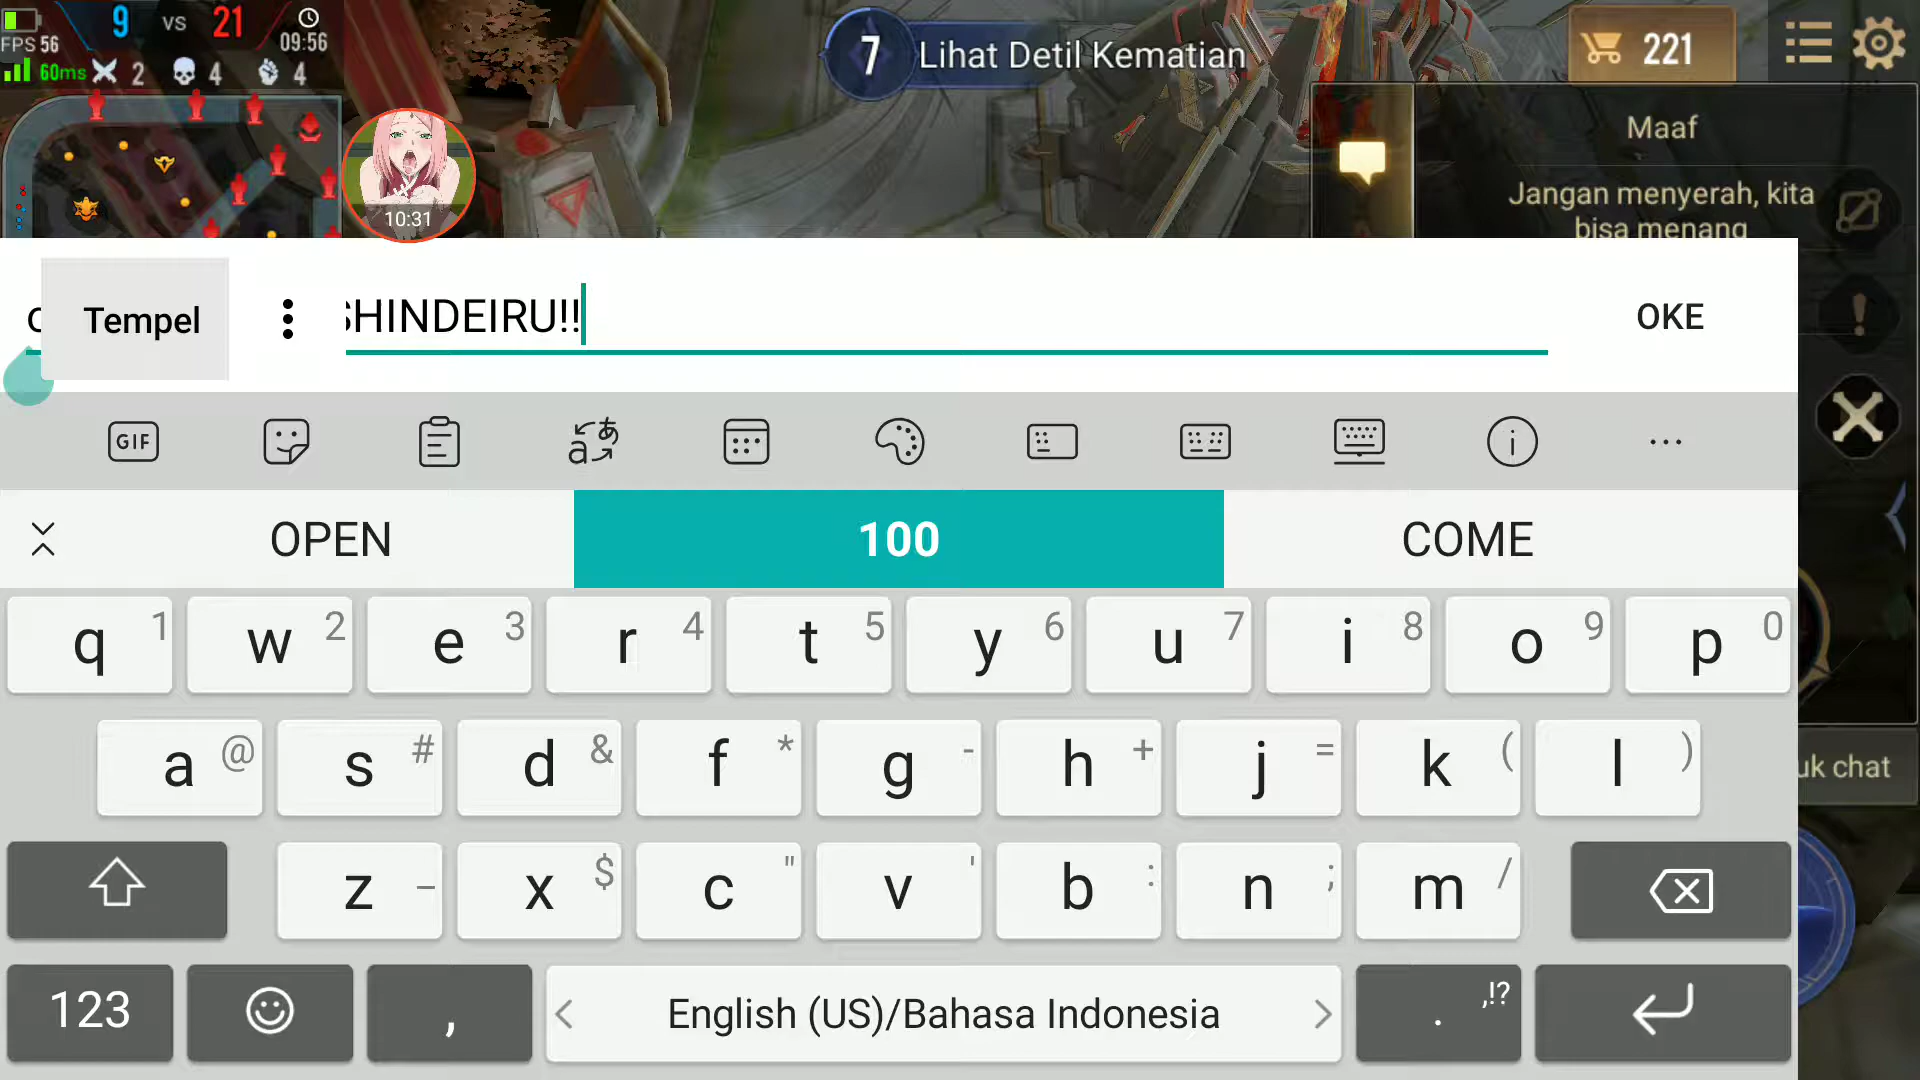 9 vs 21
FPS 56
09:56
60ms 2 4 4
7 Lihat Detil Kematian
221
Maaf
Jangan menyerah, kita
bisa menang
10:31
Tempel
SHINDEIRU!!
OKE
GIF
OPEN 100 COME
q 1 w 2 e 3 r 4 t 5 y 6 u 7 i 8 o 9 p 0
a @ s # d & f * g - h + j = k ( l )
uk chat
z _ x $ c " v ' b : n ; m /
123 , English (US)/Bahasa Indonesia . ,!?